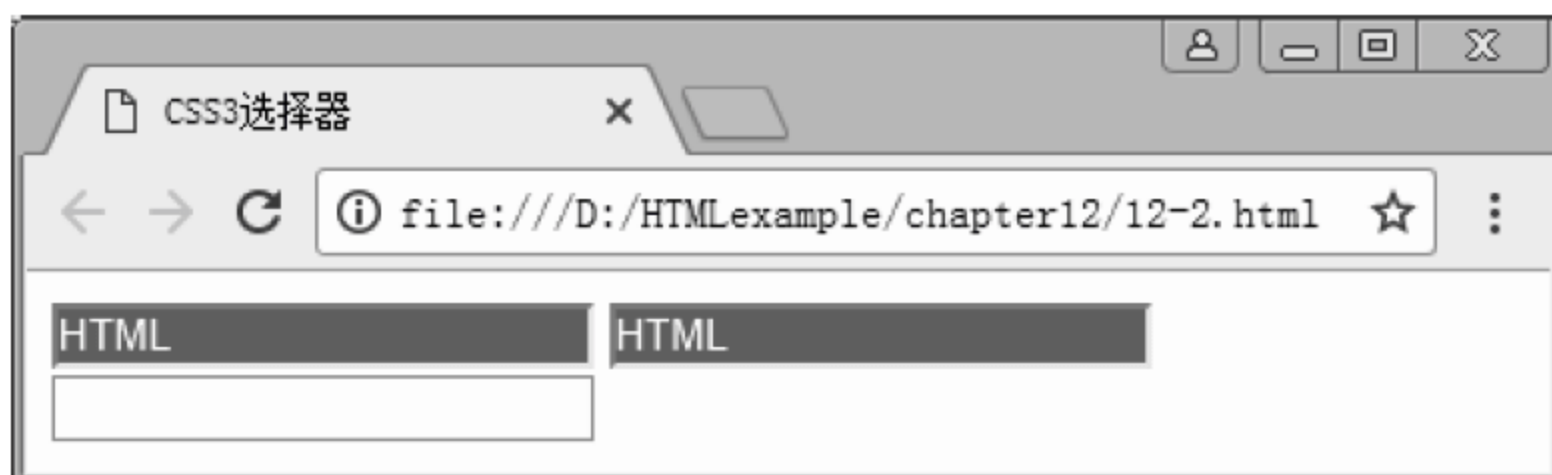 CSS3选择器
file:///D:/HTMLexample/chapter12/12-2.html
HTML HTML